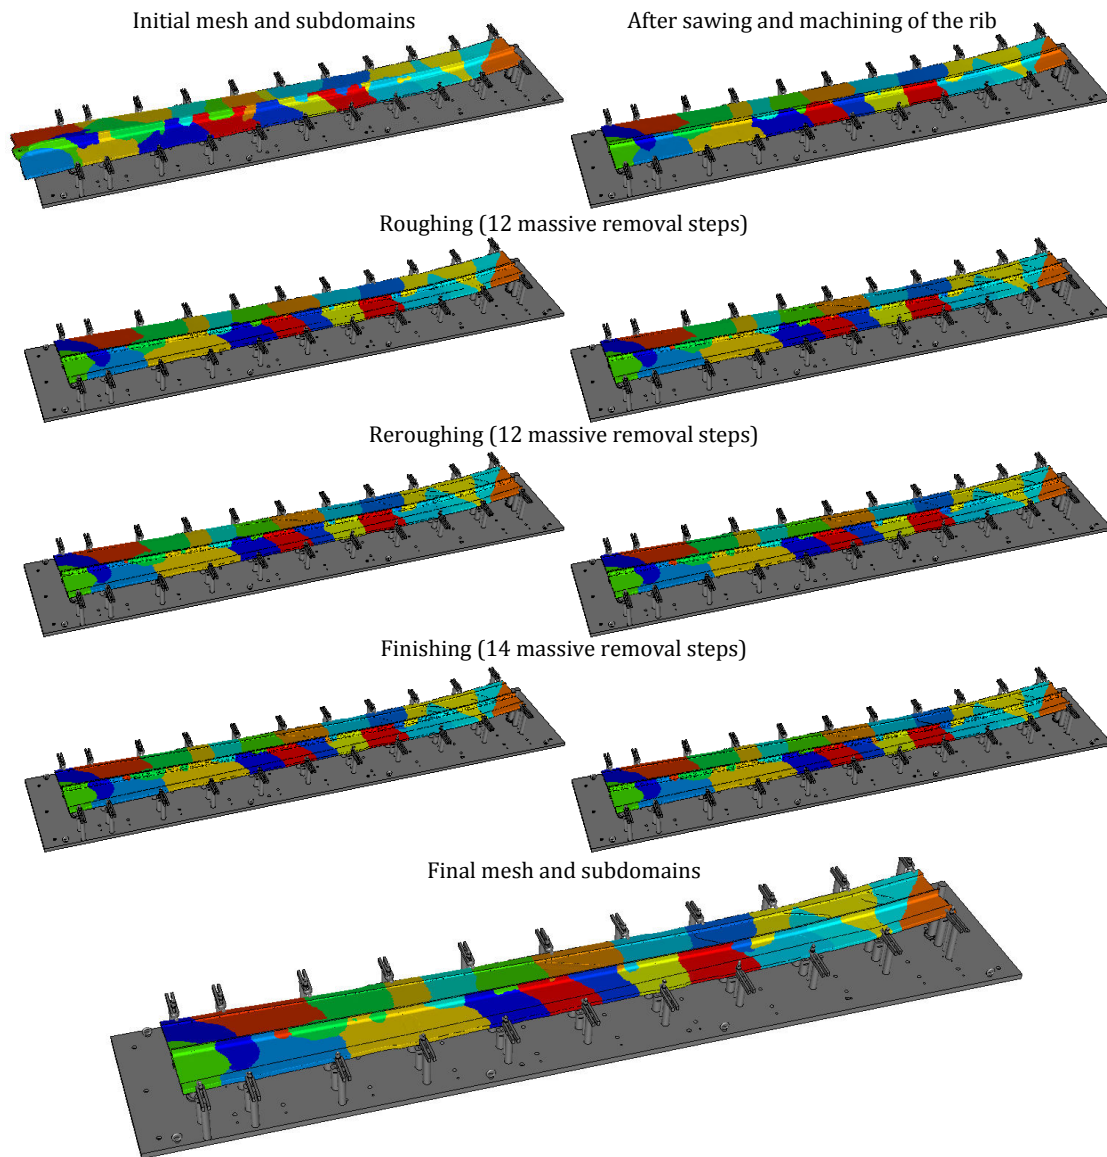 Initial mesh and subdomains
After sawing and machining of the rib
Roughing (12 massive removal steps)
Reroughing (12 massive removal steps)
Finishing (14 massive removal steps)
Final mesh and subdomains